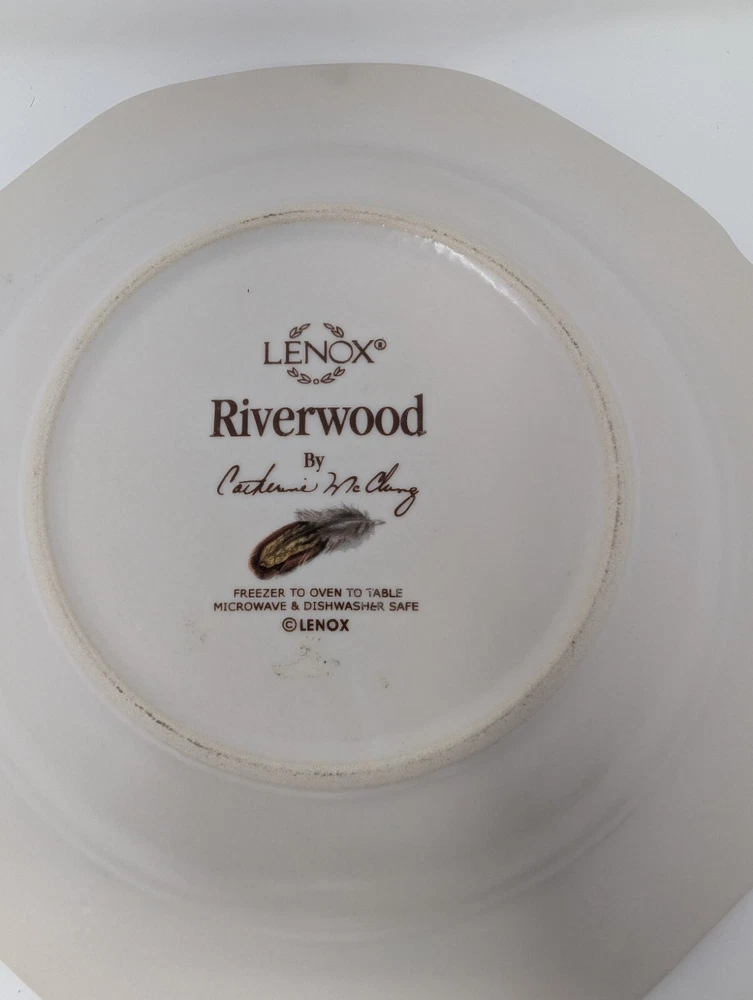 LENOX®
Riverwood
By
Catherine McClung
FREEZER TO OVEN TO TABLE
MICROWAVE & DISHWASHER SAFE
©LENOX